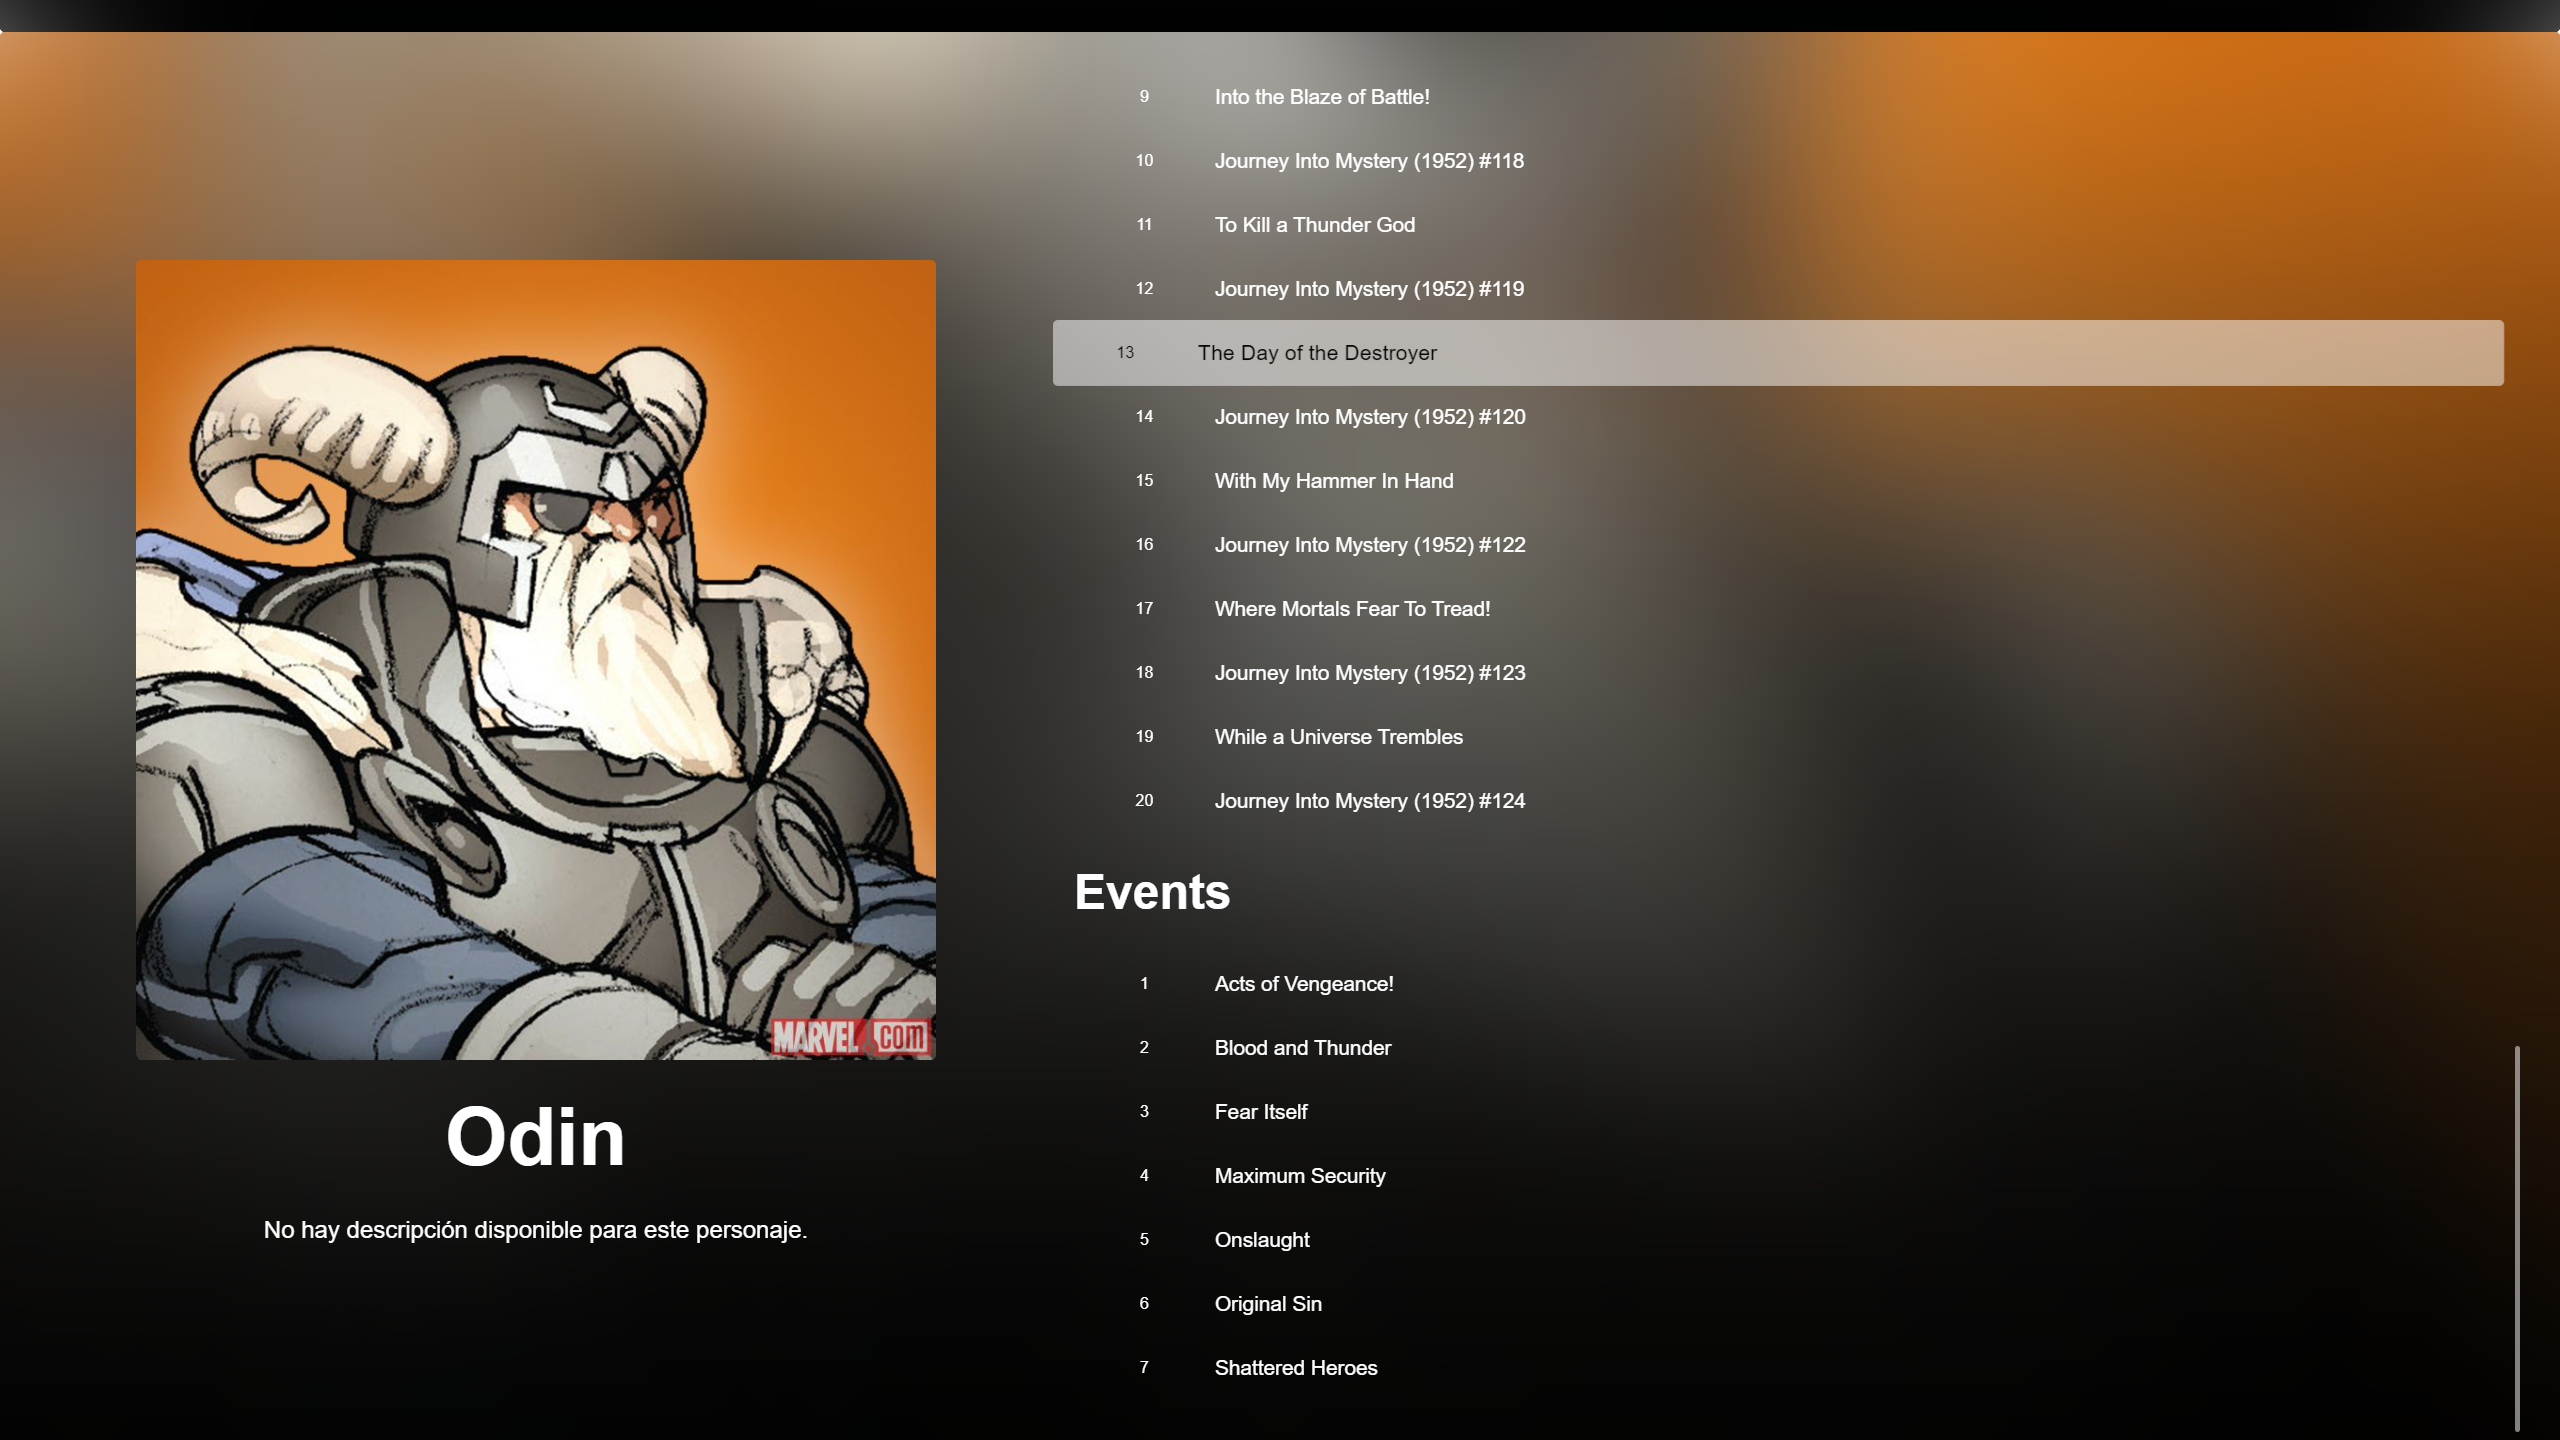 9 Into the Blaze of Battle!
10 Journey Into Mystery (1952) #118
11 To Kill a Thunder God
12 Journey Into Mystery (1952) #119
13 The Day of the Destroyer
14 Journey Into Mystery (1952) #120
15 With My Hammer In Hand
16 Journey Into Mystery (1952) #122
17 Where Mortals Fear To Tread!
18 Journey Into Mystery (1952) #123
19 While a Universe Trembles
20 Journey Into Mystery (1952) #124
Events
1 Acts of Vengeance!
2 Blood and Thunder
3 Fear Itself
4 Maximum Security
5 Onslaught
6 Original Sin
7 Shattered Heroes
MARVEL.com
Odin
No hay descripción disponible para este personaje.